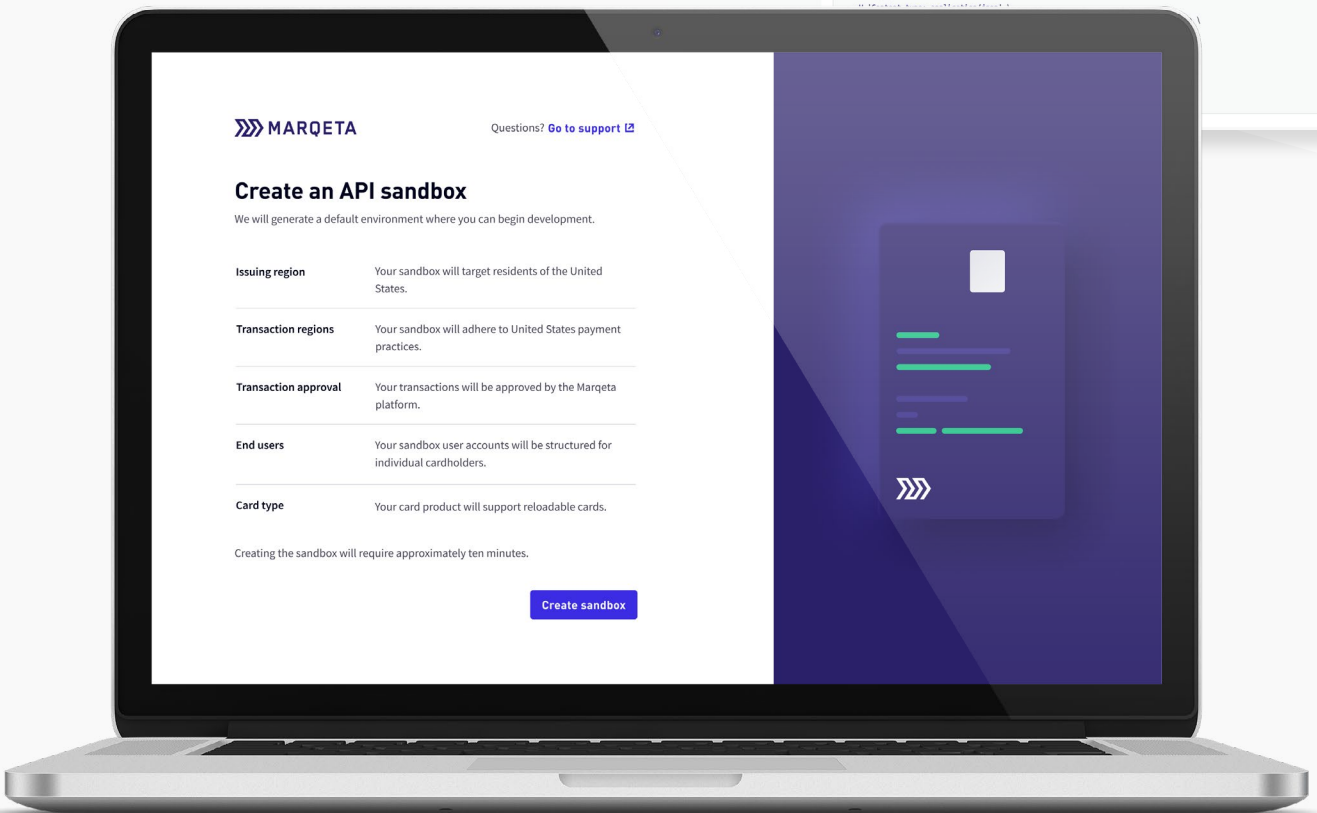 MARQETA
Questions? Go to support
Create an API sandbox
We will generate a default environment where you can begin development.
Issuing region
Your sandbox will target residents of the United
States.
Transaction regions
Your sandbox will adhere to United States payment
practices.
Transaction approval
Your transactions will be approved by the Marqeta
platform.
End users
Your sandbox user accounts will be structured for
individual cardholders.
Card type
Your card product will support reloadable cards.
Creating the sandbox will require approximately ten minutes.
Create sandbox